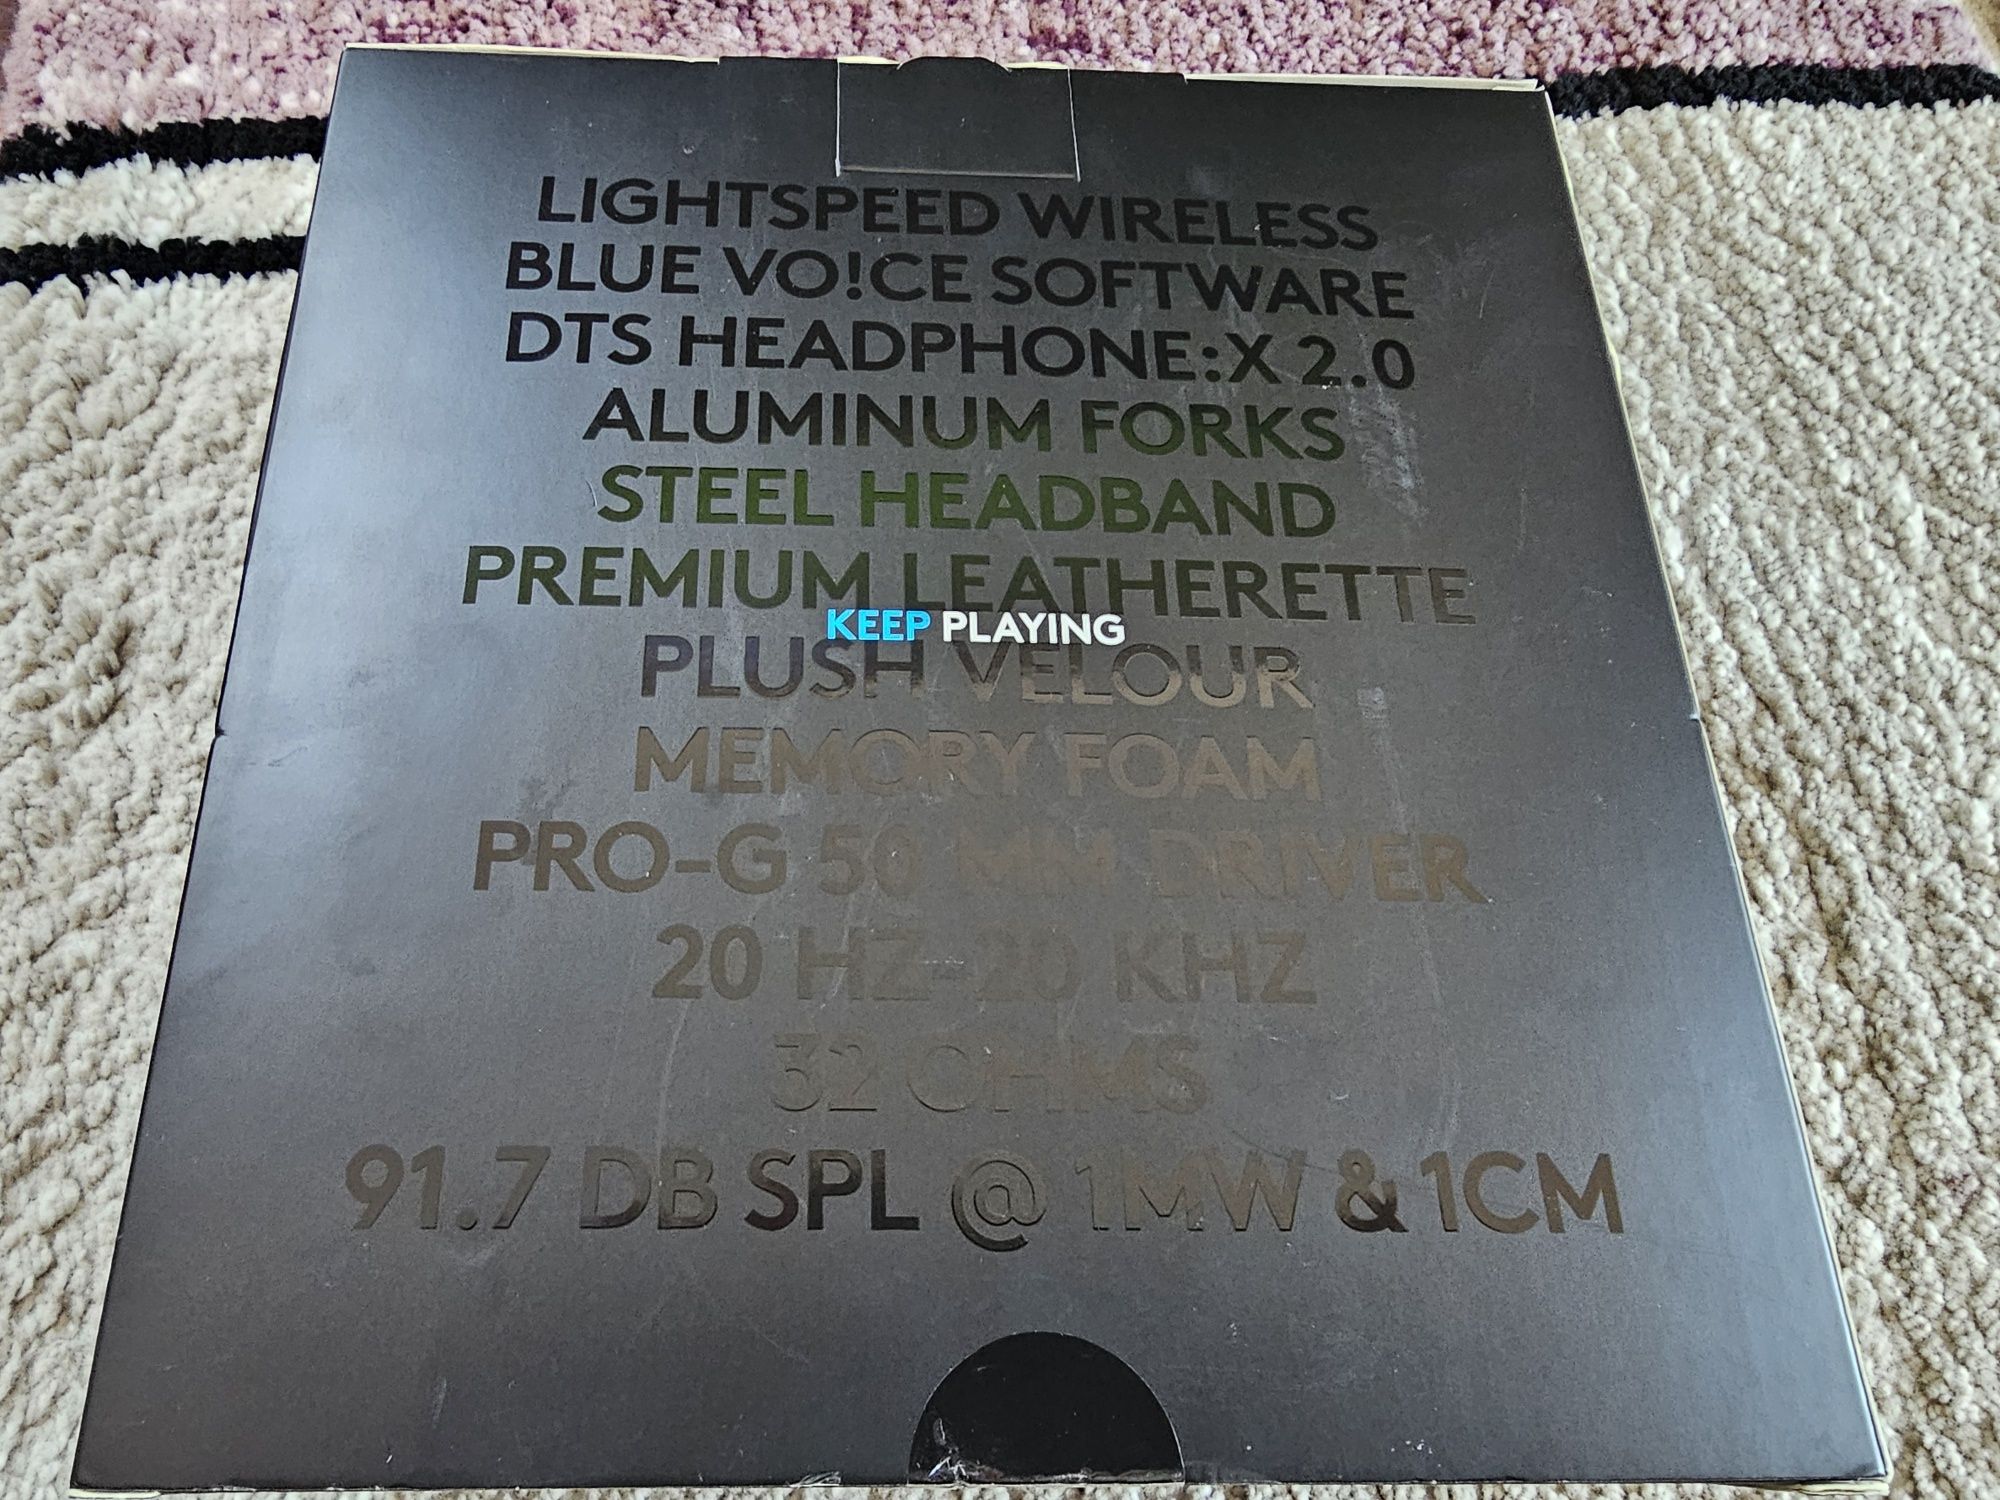 LIGHTSPEED WIRELESS
BLUE VO!CE SOFTWARE
DTS HEADPHONE:X 2.0
ALUMINUM FORKS
STEEL HEADBAND
PREMIUM LEATHERETTE
KEEP PLAYING
PLUSH VELOUR
MEMORY FOAM
PRO-G 50 MM DRIVER
20 HZ-20 KHZ
32 OHMS
91.7 DB SPL @ 1MW & 1CM